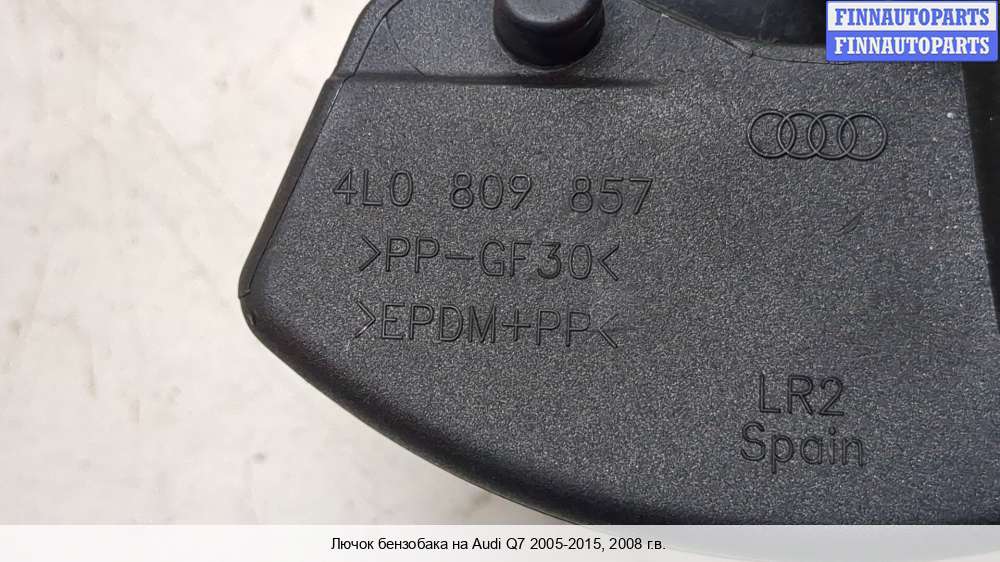 FINNAUTOPARTS
FINNAUTOPARTS
4L0 809 857
>PP-GF30<
>EPDM+PP<
LR2
Spain
Лючок бензобака на Audi Q7 2005-2015, 2008 г.в.